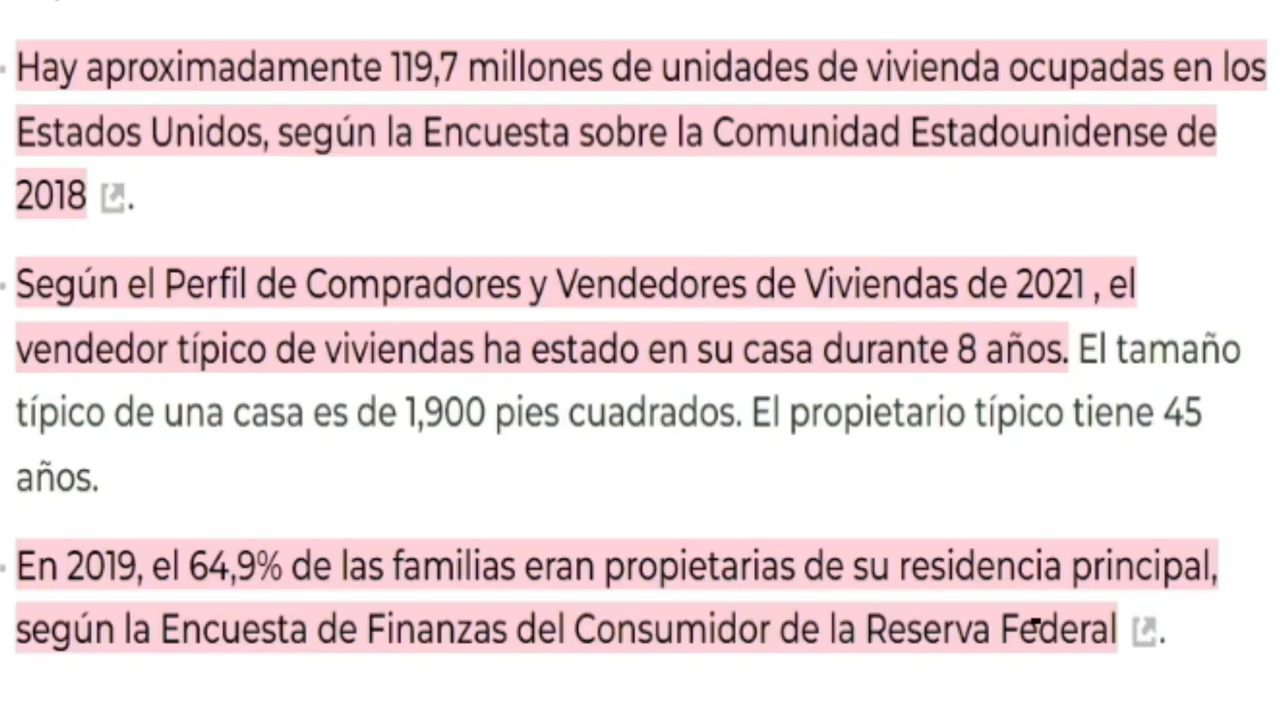 Hay aproximadamente 119,7 millones de unidades de vivienda ocupadas en los
Estados Unidos, según la Encuesta sobre la Comunidad Estadounidense de
2018 .
Según el Perfil de Compradores y Vendedores de Viviendas de 2021 , el
vendedor típico de viviendas ha estado en su casa durante 8 años. El tamaño
típico de una casa es de 1,900 pies cuadrados. El propietario típico tiene 45
años.
En 2019, el 64,9% de las familias eran propietarias de su residencia principal,
según la Encuesta de Finanzas del Consumidor de la Reserva Federal .